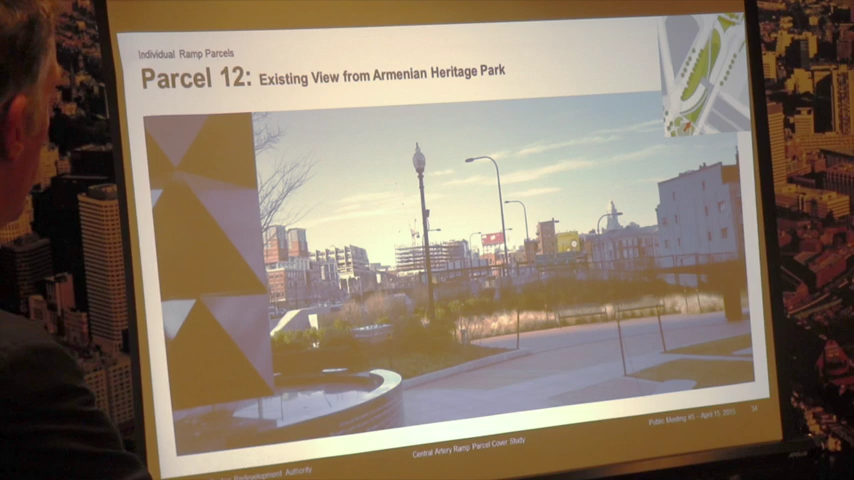 Individual Ramp Parcels
Parcel 12: Existing View from Armenian Heritage Park
Redevelopment Authority
Central Artery Ramp Parcel Cover Study
Public Meeting #5 – April 15, 2015